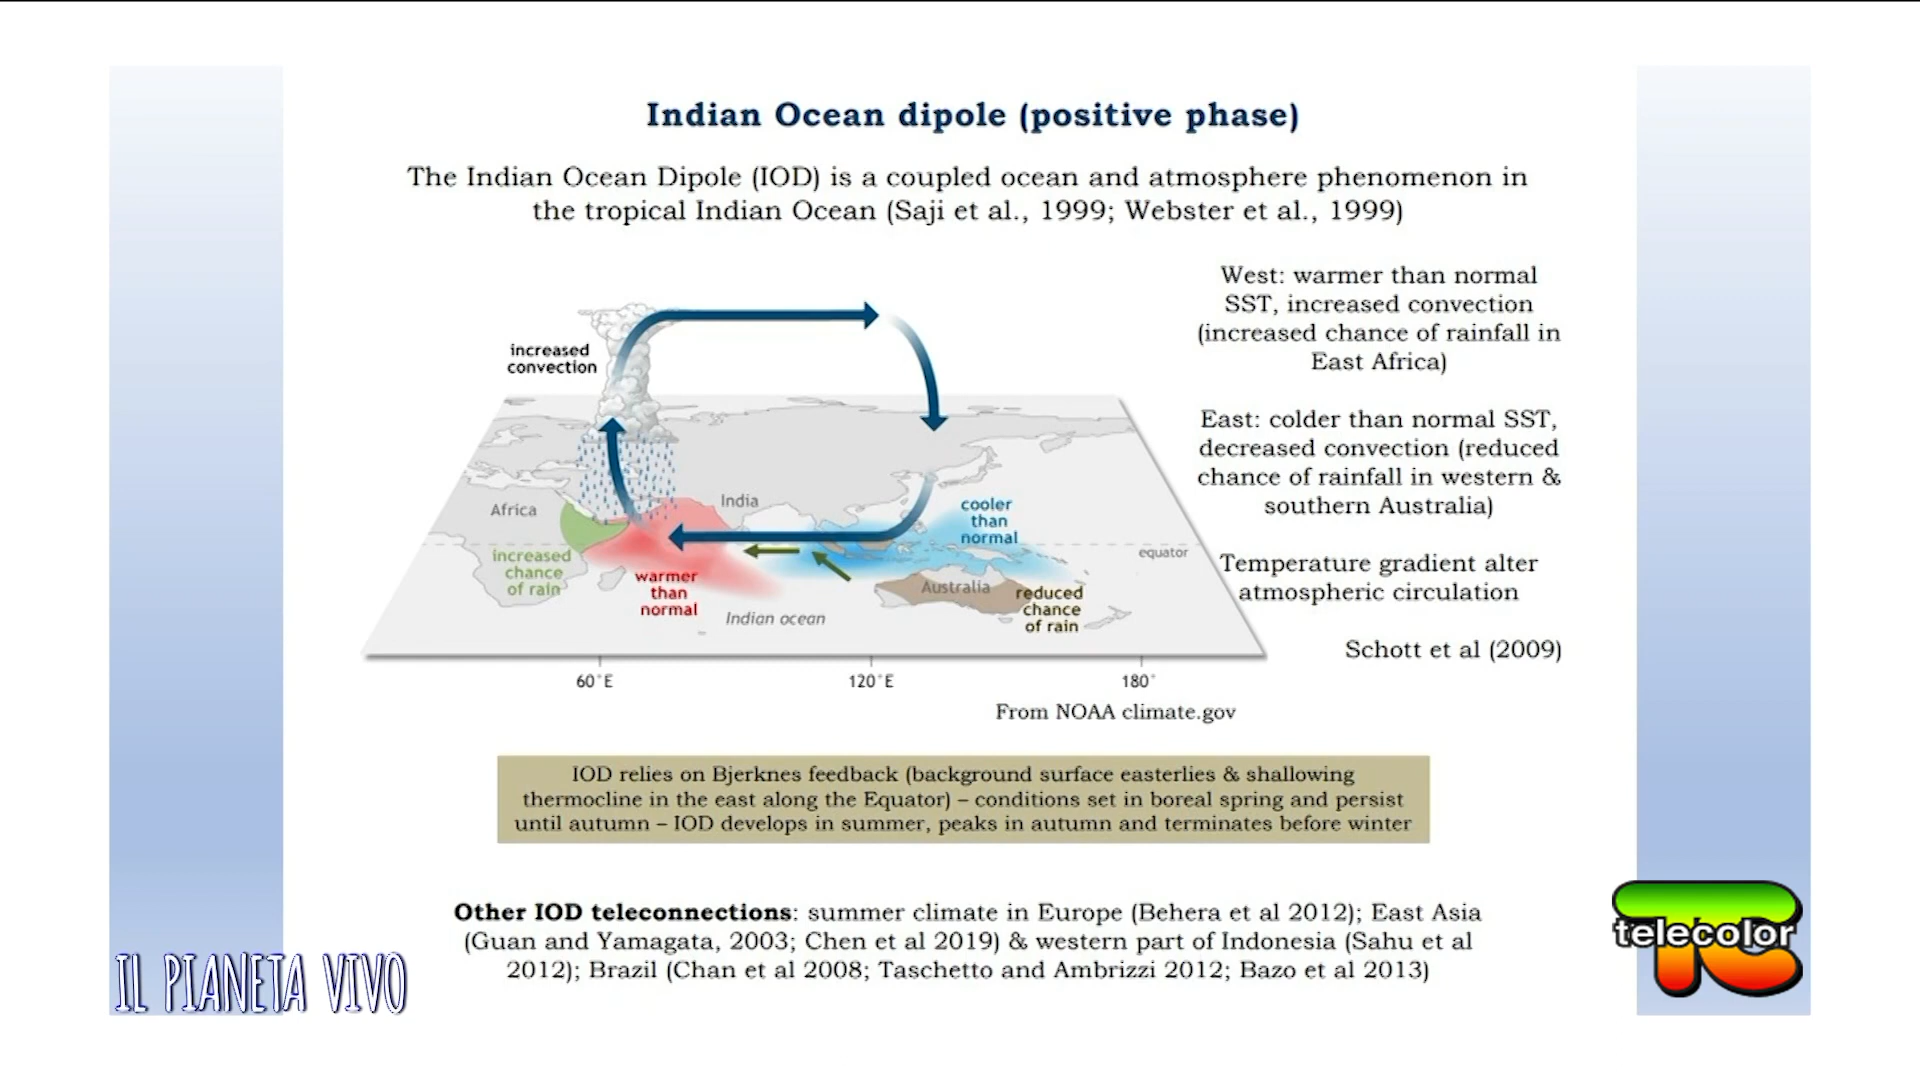 Indian Ocean dipole (positive phase)
The Indian Ocean Dipole (IOD) is a coupled ocean and atmosphere phenomenon in
the tropical Indian Ocean (Saji et al., 1999; Webster et al., 1999)
West: warmer than normal
SST, increased convection
(increased chance of rainfall in
East Africa)
East: colder than normal SST,
decreased convection (reduced
chance of rainfall in western &
southern Australia)
Temperature gradient alter
atmospheric circulation
Schott et al (2009)
increased
convection
Africa
India
cooler
than
normal
equator
increased
chance
of rain
warmer
than
normal
Australia
reduced
chance
of rain
Indian ocean
60°E
120°E
180°
From NOAA climate.gov
IOD relies on Bjerknes feedback (background surface easterlies & shallowing
thermocline in the east along the Equator) – conditions set in boreal spring and persist
until autumn – IOD develops in summer, peaks in autumn and terminates before winter
Other IOD teleconnections: summer climate in Europe (Behera et al 2012); East Asia
(Guan and Yamagata, 2003; Chen et al 2019) & western part of Indonesia (Sahu et al
2012); Brazil (Chan et al 2008; Taschetto and Ambrizzi 2012; Bazo et al 2013)
IL PIANETA VIVO
telecolor